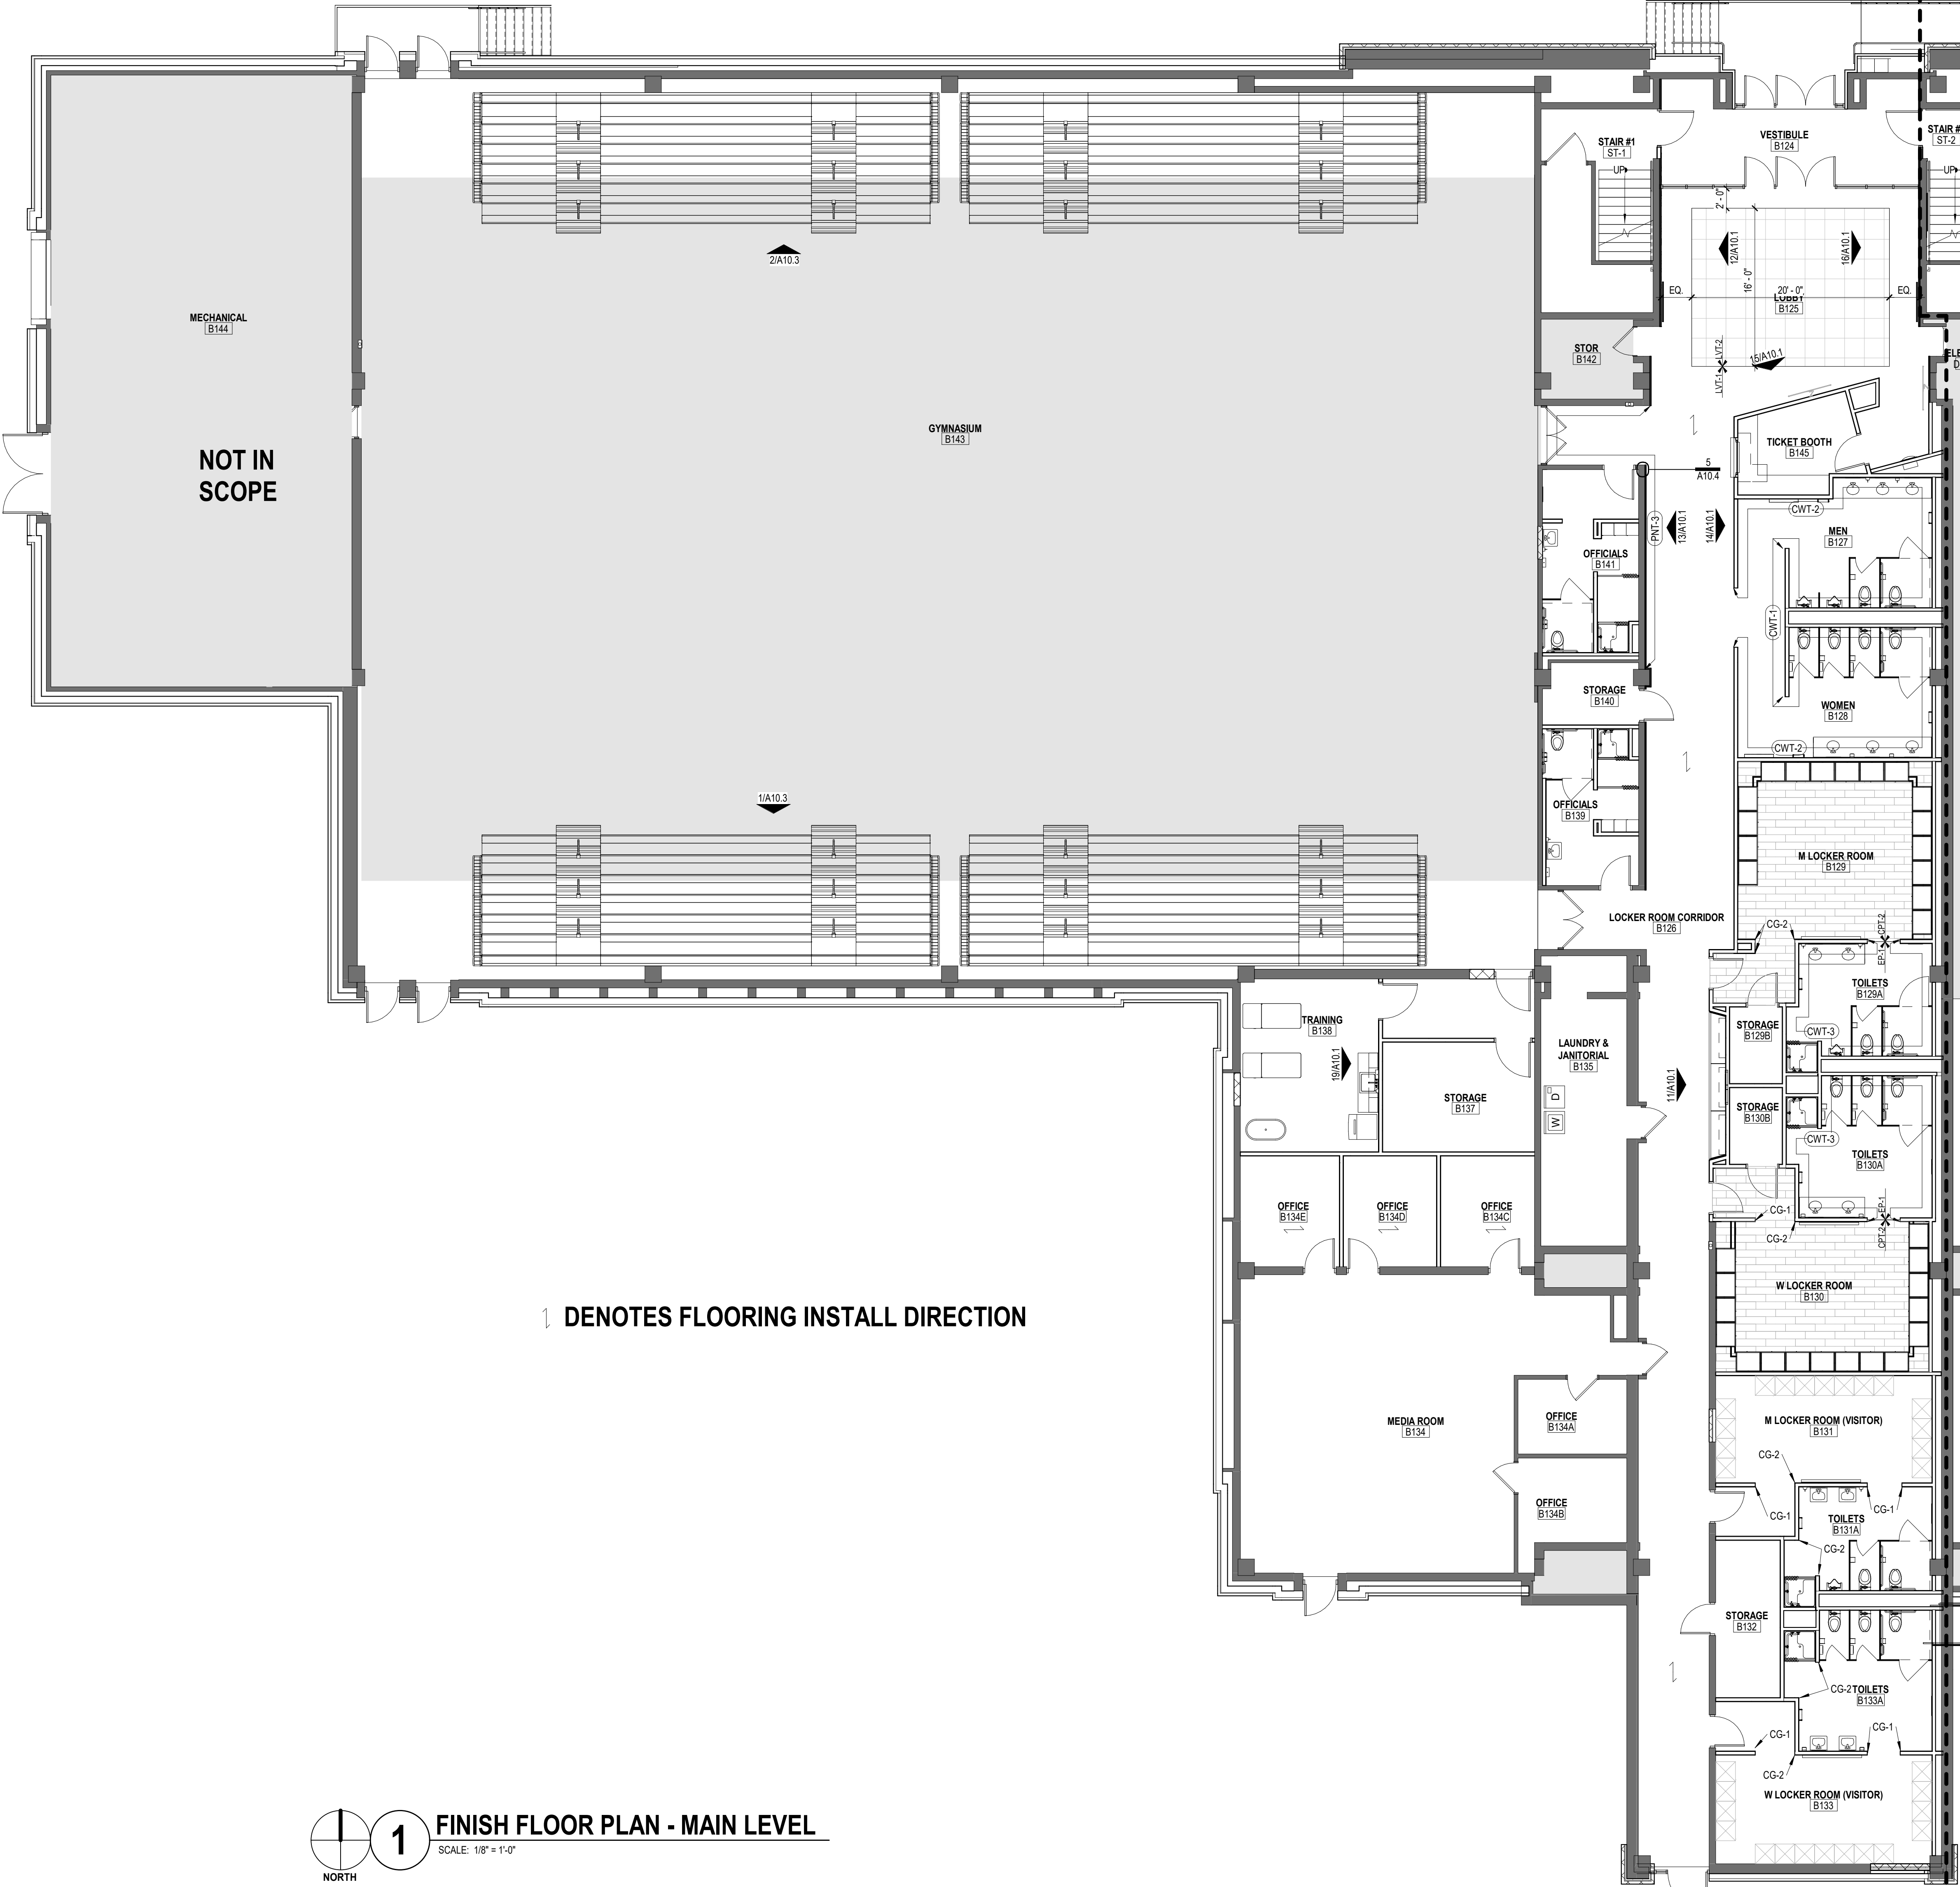 STAIR #1
ST-1
UP
VESTIBULE
B124
STAIR #
ST-2
UP
2' - 0"
12/A10.1
16/A10.1
16' - 0"
EQ.
20' - 0"
EQ.
LOBBY
B125
2/A10.3
MECHANICAL
B144
NOT IN
SCOPE
GYMNASIUM
B143
STOR
B142
LVT-2
LVT-1
15/A10.1
ELE
D
TICKET BOOTH
B145
5
A10.4
CWT-2
PNT-3
13/A10.1
14/A10.1
MEN
B127
OFFICIALS
B141
CWT-1
STORAGE
B140
WOMEN
B128
CWT-2
1/A10.3
OFFICIALS
B139
M LOCKER ROOM
B129
LOCKER ROOM CORRIDOR
B126
CG-2
CPT-2
EP-1
TOILETS
B129A
TRAINING
B138
19/A10.1
LAUNDRY &
JANITORIAL
B135
STORAGE
B129B
CWT-3
11/A10.1
STORAGE
B137
D
W
STORAGE
B130B
CWT-3
TOILETS
B130A
OFFICE
B134E
OFFICE
B134D
OFFICE
B134C
EP-1
CPT-2
CG-1
CG-2
W LOCKER ROOM
B130
DENOTES FLOORING INSTALL DIRECTION
MEDIA ROOM
B134
OFFICE
B134A
M LOCKER ROOM (VISITOR)
B131
CG-2
OFFICE
B134B
CG-1
CG-1
TOILETS
B131A
CG-2
STORAGE
B132
CG-2
TOILETS
B133A
CG-1
CG-1
CG-2
W LOCKER ROOM (VISITOR)
B133
1
FINISH FLOOR PLAN - MAIN LEVEL
SCALE: 1/8" = 1'-0"
NORTH